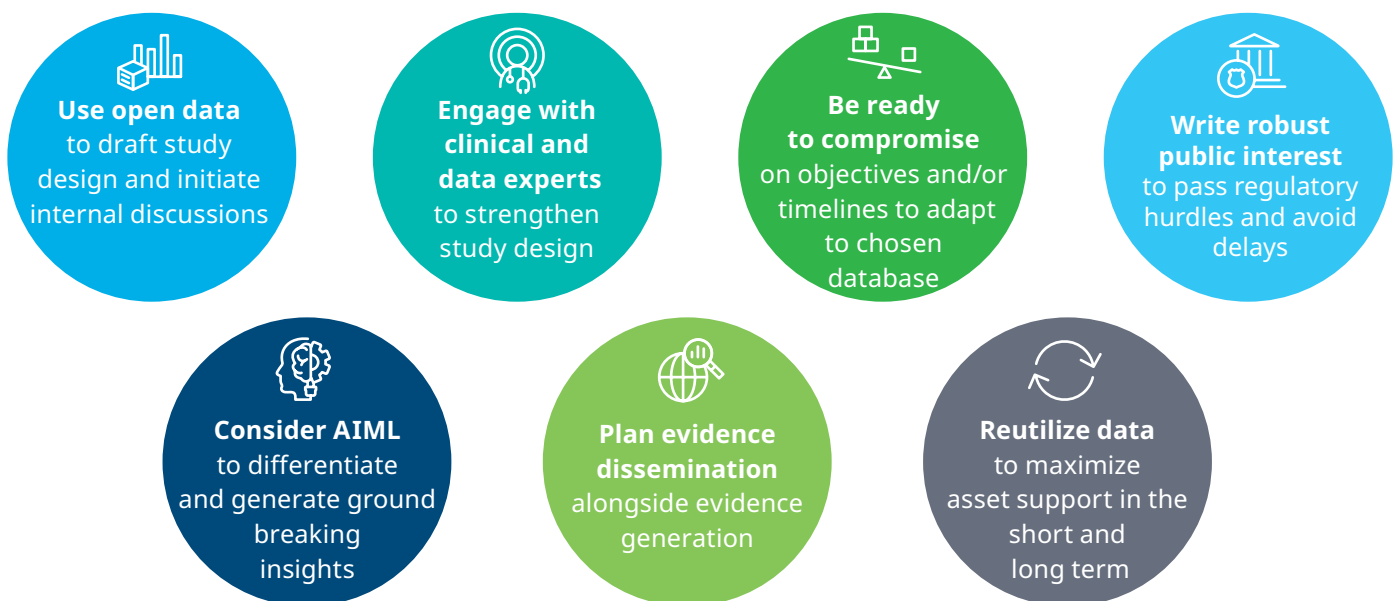 Use open data
to draft study
design and initiate
internal discussions
Engage with
clinical and
data experts
to strengthen
study design
Be ready
to compromise
on objectives and/or
timelines to adapt
to chosen
database
Write robust
public interest
to pass regulatory
hurdles and avoid
delays
Consider AIML
to differentiate
and generate ground
breaking
insights
Plan evidence
dissemination
alongside evidence
generation
Reutilize data
to maximize
asset support in the
short and
long term